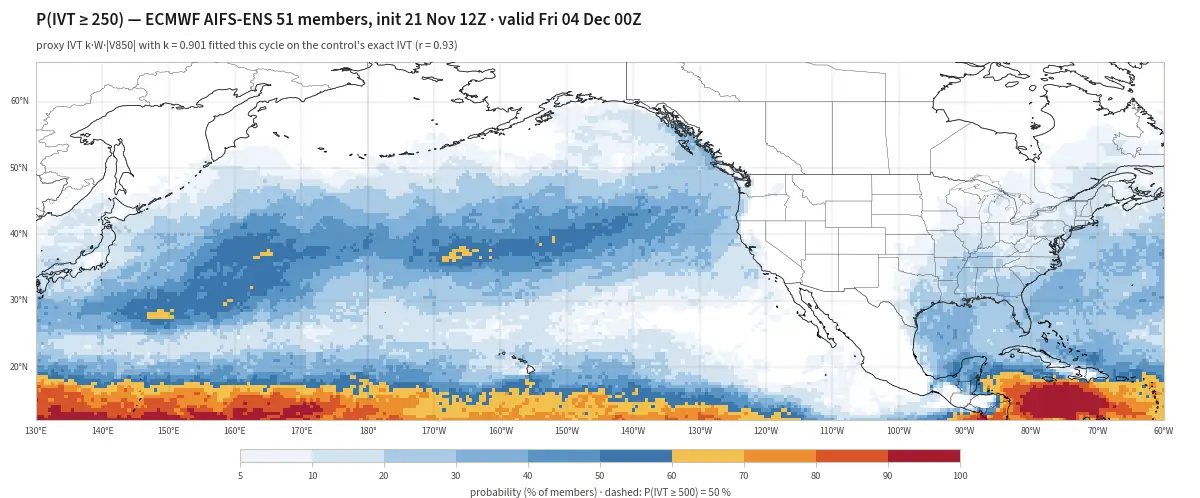 P(IVT ≥ 250) — ECMWF AIFS-ENS 51 members, init 21 Nov 12Z · valid Fri 04 Dec 00Z
proxy IVT k·W·|V850| with k = 0.901 fitted this cycle on the control's exact IVT (r = 0.93)
60°N
50°N
40°N
30°N
20°N
130°E 140°E 150°E 160°E 170°E 180° 170°W 160°W 150°W 140°W 130°W 120°W 110°W 100°W 90°W 80°W 70°W 60°W
5 10 20 30 40 50 60 70 80 90 100
probability (% of members) · dashed: P(IVT ≥ 500) = 50 %